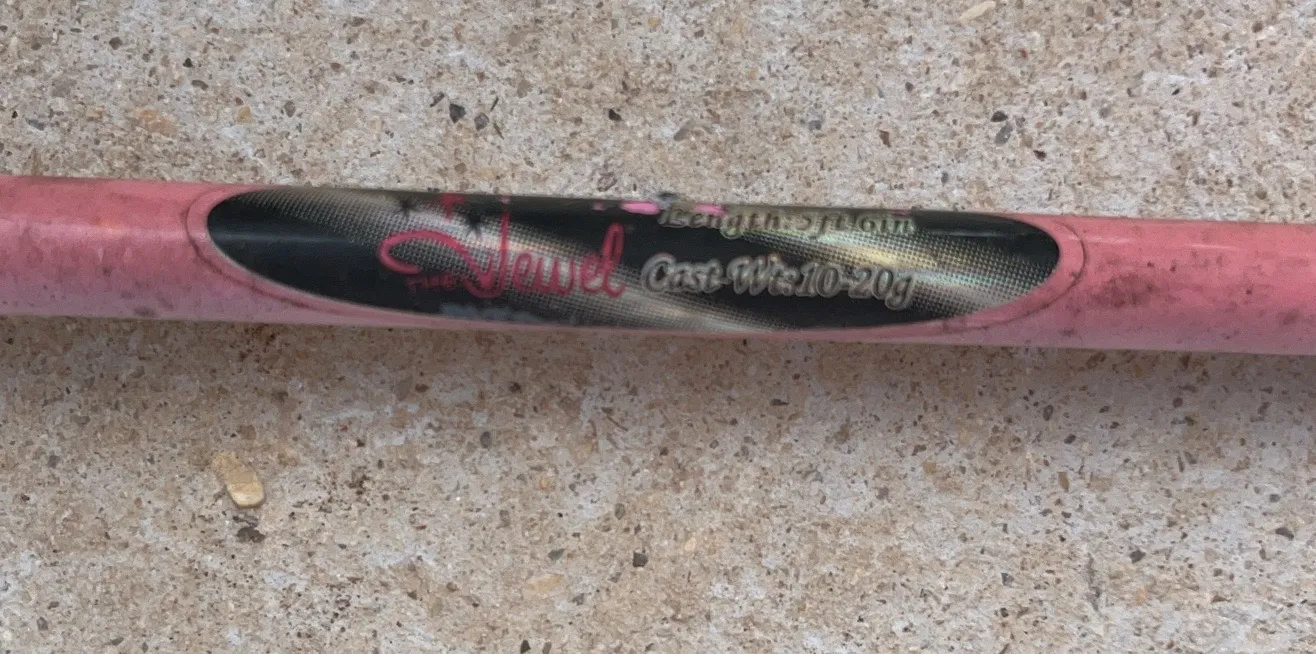 THE Jewel
Length:5ft6in
Cast-Wt:10-20g